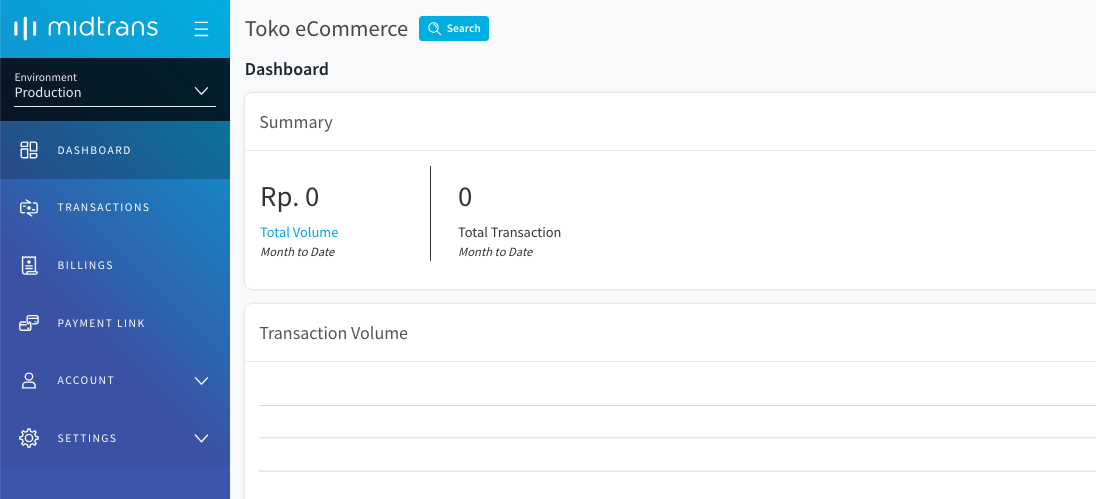 midtrans
Environment
Production
DASHBOARD
TRANSACTIONS
BILLINGS
PAYMENT LINK
ACCOUNT
SETTINGS
Toko eCommerce
Search
Dashboard
Summary
Rp. 0
Total Volume
Month to Date
0
Total Transaction
Month to Date
Transaction Volume